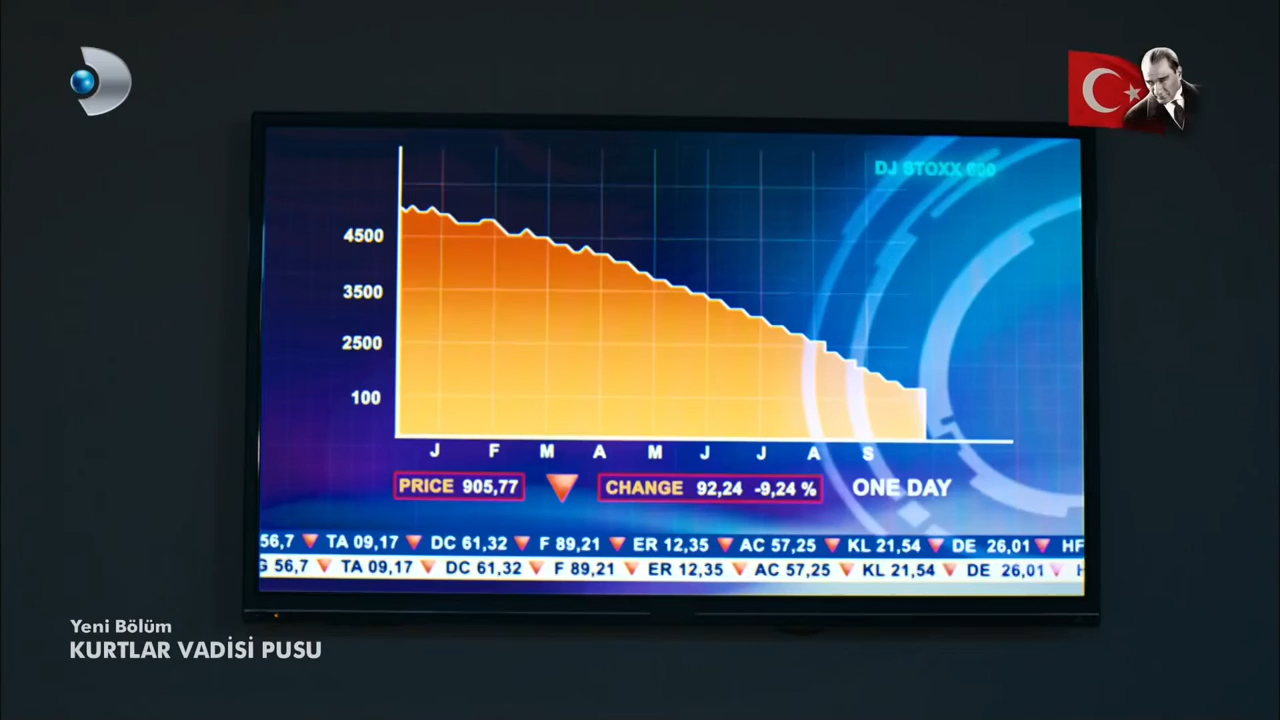 DJ STOXX 600
4500
3500
2500
100
J F M A M J J A S
PRICE 905,77 CHANGE 92,24 -9,24 % ONE DAY
56,7 TA 09,17 DC 61,32 F 89,21 ER 12,35 AC 57,25 KL 21,54 DE 26,01 HF
G 56,7 TA 09,17 DC 61,32 F 89,21 ER 12,35 AC 57,25 KL 21,54 DE 26,01
Yeni Bölüm
KURTLAR VADİSİ PUSU